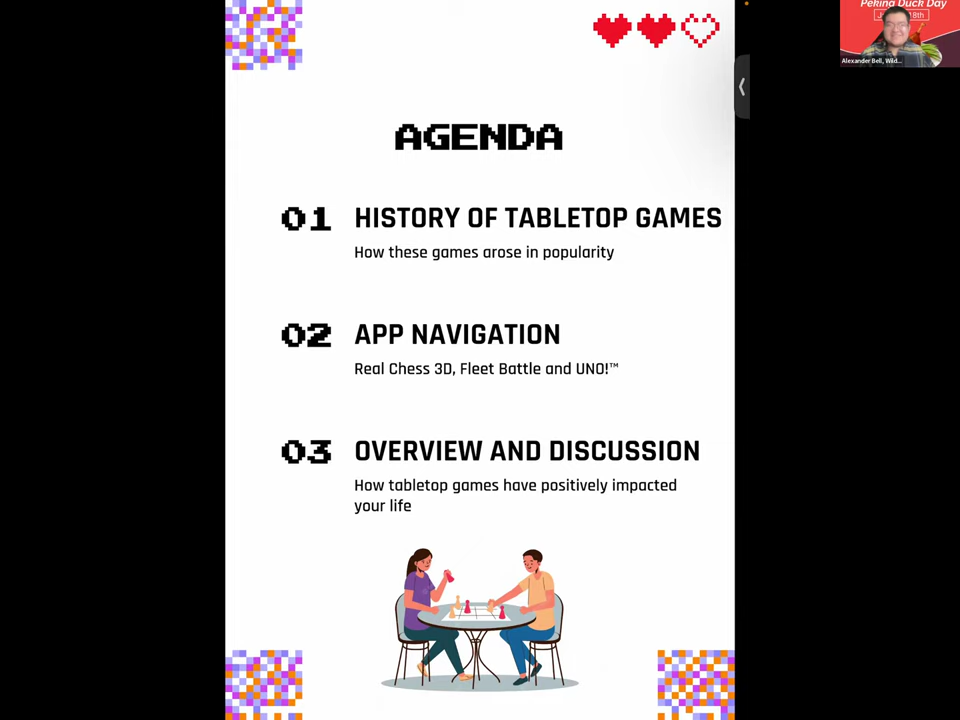 AGENDA
01 HISTORY OF TABLETOP GAMES
How these games arose in popularity
02 APP NAVIGATION
Real Chess 3D, Fleet Battle and UNO!™
03 OVERVIEW AND DISCUSSION
How tabletop games have positively impacted
your life
Peking Duck Day
18th
Alexander Bell, Wild...